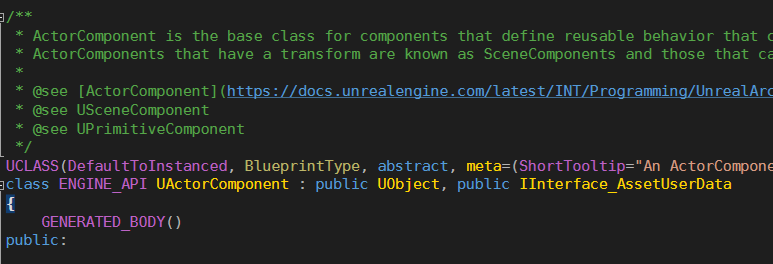 /**
 * ActorComponent is the base class for components that define reusable behavior that
 * ActorComponents that have a transform are known as SceneComponents and those that
 *
 * @see [ActorComponent](https://docs.unrealengine.com/latest/INT/Programming/UnrealArc
 * @see USceneComponent
 * @see UPrimitiveComponent
 */
UCLASS(DefaultToInstanced, BlueprintType, abstract, meta=(ShortTooltip="An ActorCompone
class ENGINE_API UActorComponent : public UObject, public IInterface_AssetUserData
{
    GENERATED_BODY()
public: